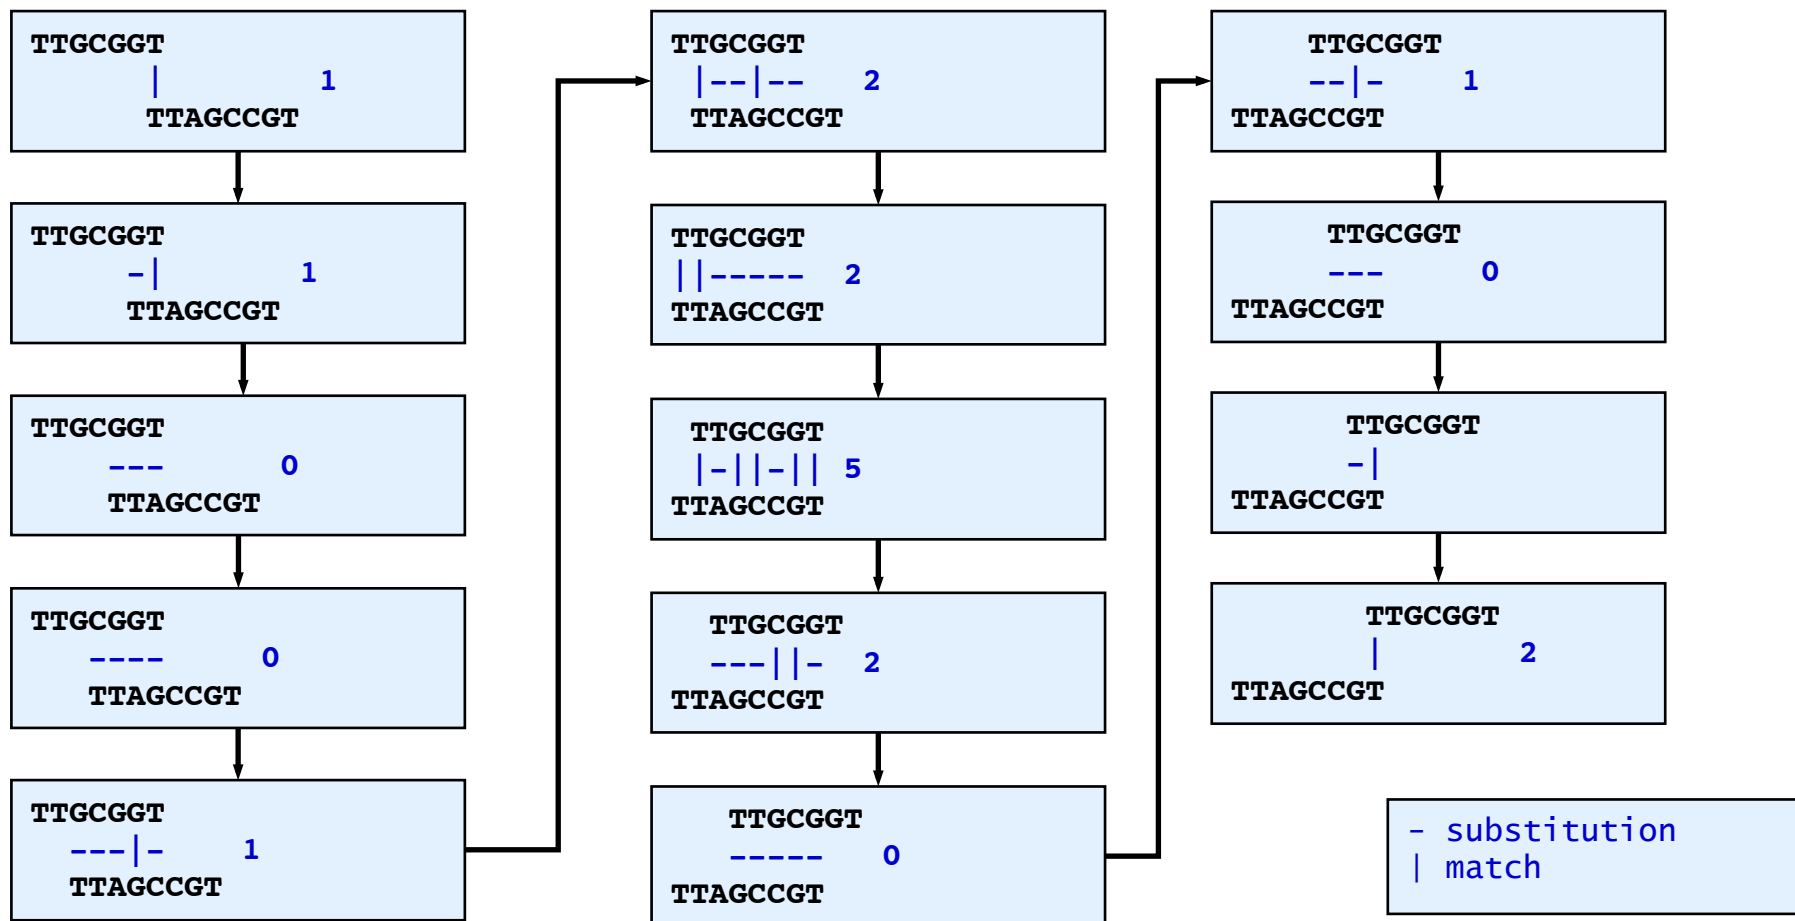 TTGCGGT
| 1
TTAGCCGT
TTGCGGT
-| 1
TTAGCCGT
TTGCGGT
--- 0
TTAGCCGT
TTGCGGT
---- 0
TTAGCCGT
TTGCGGT
---|- 1
TTAGCCGT
TTGCGGT
|--|-- 2
TTAGCCGT
TTGCGGT
||----- 2
TTAGCCGT
TTGCGGT
|-||-|| 5
TTAGCCGT
TTGCGGT
---||- 2
TTAGCCGT
TTGCGGT
----- 0
TTAGCCGT
TTGCGGT
--|- 1
TTAGCCGT
TTGCGGT
--- 0
TTAGCCGT
TTGCGGT
-|
TTAGCCGT
TTGCGGT
| 2
TTAGCCGT
- substitution
| match